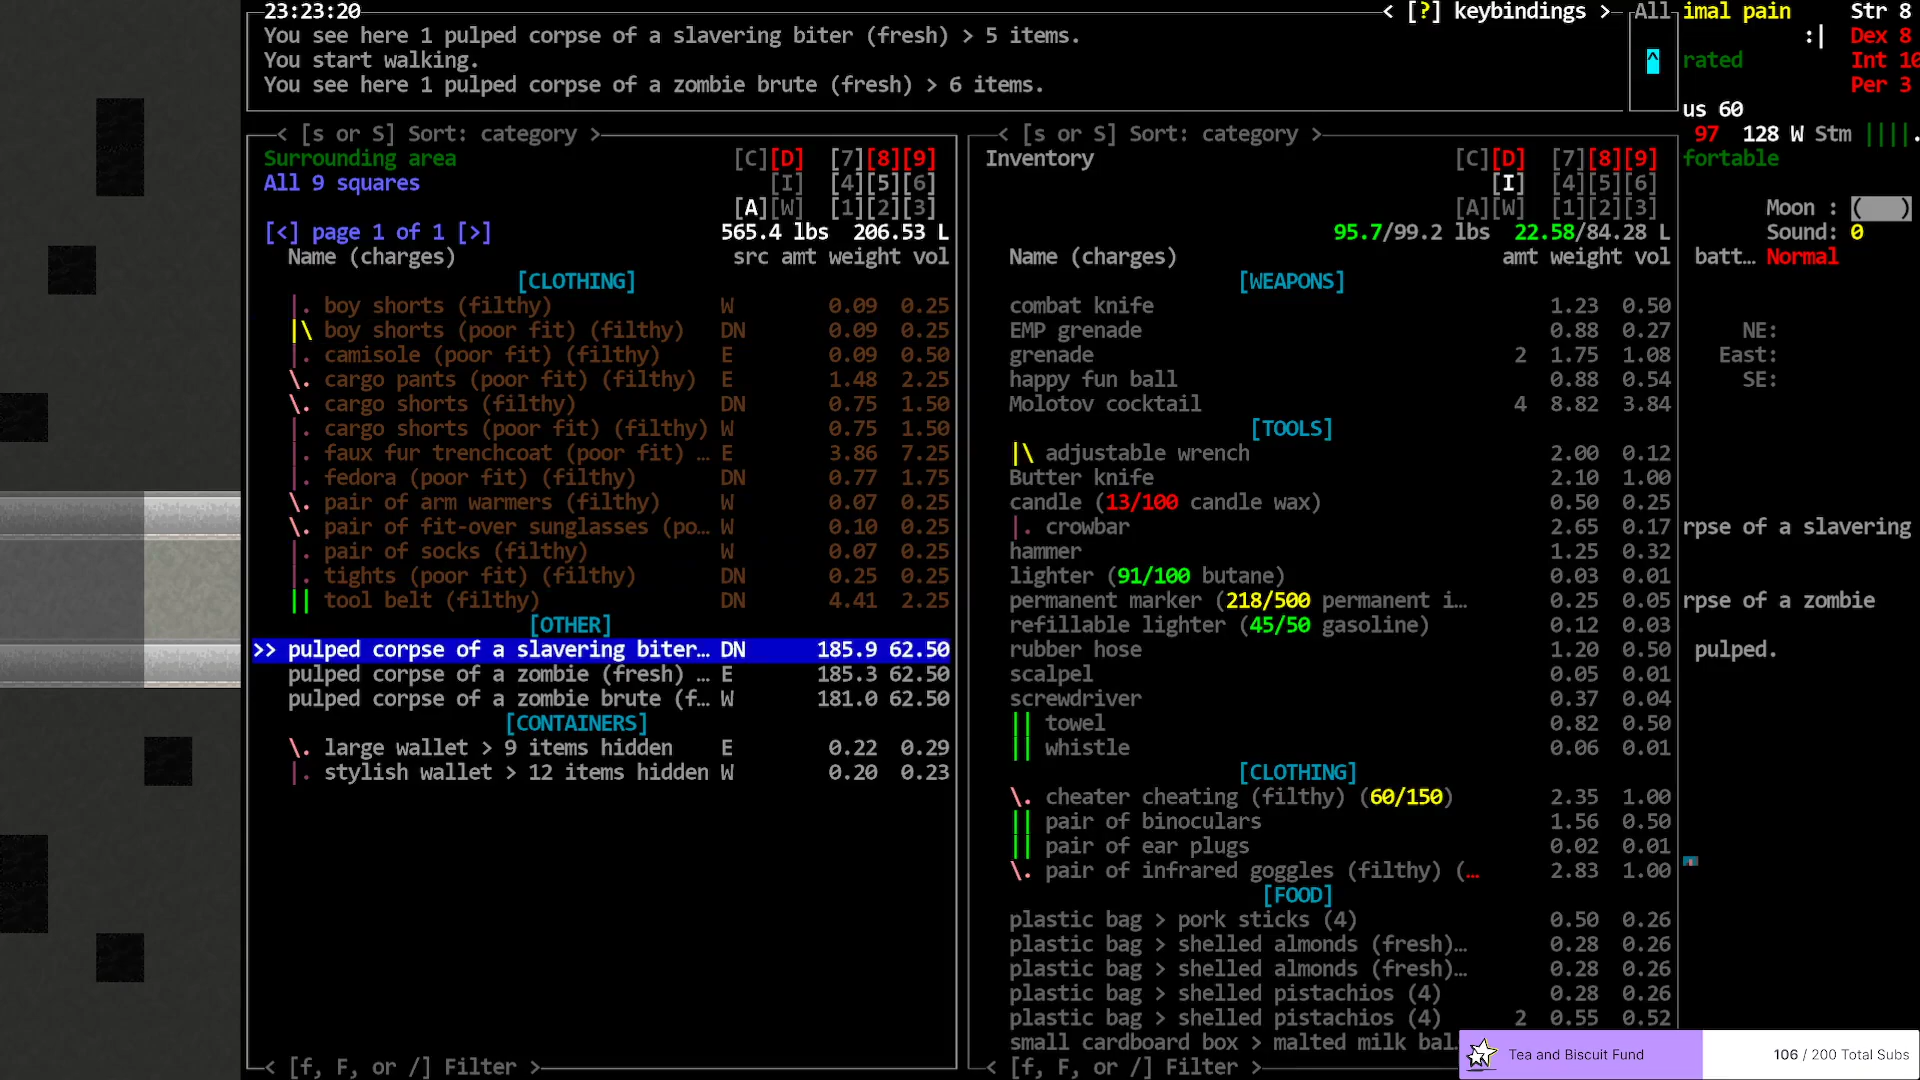 23:23:20
< [?] keybindings >
You see here 1 pulped corpse of a slavering biter (fresh) > 5 items.
You start walking.
You see here 1 pulped corpse of a zombie brute (fresh) > 6 items.
All
^
imal pain Str 8
:| Dex 8
rated Int 10
Per 3
us 60
97 128 W Stm ||||.
fortable
Moon : ( )
Sound: 0
batt… Normal
NE:
East:
SE:
rpse of a slavering
rpse of a zombie
pulped.
< [s or S] Sort: category >
Surrounding area [C][D] [7][8][9]
All 9 squares [I] [4][5][6]
[A][W] [1][2][3]
[<] page 1 of 1 [>] 565.4 lbs 206.53 L
Name (charges) src amt weight vol
[CLOTHING]
|. boy shorts (filthy) W 0.09 0.25
|\ boy shorts (poor fit) (filthy) DN 0.09 0.25
|. camisole (poor fit) (filthy) E 0.09 0.50
\. cargo pants (poor fit) (filthy) E 1.48 2.25
\. cargo shorts (filthy) DN 0.75 1.50
|. cargo shorts (poor fit) (filthy) W 0.75 1.50
|. faux fur trenchcoat (poor fit) … E 3.86 7.25
|. fedora (poor fit) (filthy) DN 0.77 1.75
\. pair of arm warmers (filthy) W 0.07 0.25
\. pair of fit-over sunglasses (po… W 0.10 0.25
|. pair of socks (filthy) W 0.07 0.25
|. tights (poor fit) (filthy) DN 0.25 0.25
|| tool belt (filthy) DN 4.41 2.25
[OTHER]
>> pulped corpse of a slavering biter… DN 185.9 62.50
pulped corpse of a zombie (fresh) … E 185.3 62.50
pulped corpse of a zombie brute (f… W 181.0 62.50
[CONTAINERS]
\. large wallet > 9 items hidden E 0.22 0.29
|. stylish wallet > 12 items hidden W 0.20 0.23
< [f, F, or /] Filter >
< [s or S] Sort: category >
Inventory [C][D] [7][8][9]
[I] [4][5][6]
[A][W] [1][2][3]
95.7/99.2 lbs 22.58/84.28 L
Name (charges) amt weight vol
[WEAPONS]
combat knife 1.23 0.50
EMP grenade 0.88 0.27
grenade 2 1.75 1.08
happy fun ball 0.88 0.54
Molotov cocktail 4 8.82 3.84
[TOOLS]
|\ adjustable wrench 2.00 0.12
Butter knife 2.10 1.00
candle (13/100 candle wax) 0.50 0.25
|. crowbar 2.65 0.17
hammer 1.25 0.32
lighter (91/100 butane) 0.03 0.01
permanent marker (218/500 permanent i… 0.25 0.05
refillable lighter (45/50 gasoline) 0.12 0.03
rubber hose 1.20 0.50
scalpel 0.05 0.01
screwdriver 0.37 0.04
|| towel 0.82 0.50
|| whistle 0.06 0.01
[CLOTHING]
\. cheater cheating (filthy) (60/150) 2.35 1.00
|| pair of binoculars 1.56 0.50
|| pair of ear plugs 0.02 0.01
\. pair of infrared goggles (filthy) (… 2.83 1.00
[FOOD]
plastic bag > pork sticks (4) 0.50 0.26
plastic bag > shelled almonds (fresh)… 0.28 0.26
plastic bag > shelled almonds (fresh)… 0.28 0.26
plastic bag > shelled pistachios (4) 0.28 0.26
plastic bag > shelled pistachios (4) 2 0.55 0.52
small cardboard box > malted milk bal
< [f, F, or /] Filter >
Tea and Biscuit Fund 106 / 200 Total Subs